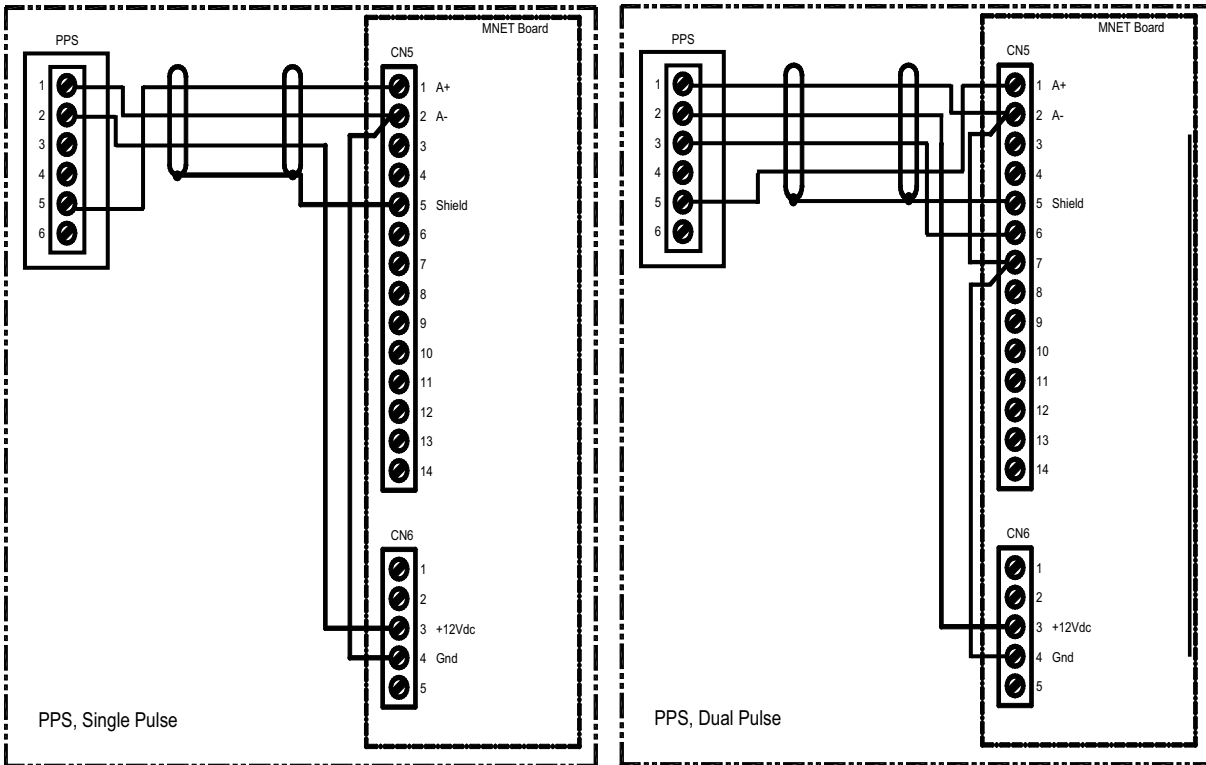 MNET Board
PPS
CN5
1
2
3
4
5
6
1 A+
2 A-
3
4
5 Shield
6
7
8
9
10
11
12
13
14
CN6
1
2
3 +12Vdc
4 Gnd
5
PPS, Single Pulse
MNET Board
PPS
CN5
1
2
3
4
5
6
1 A+
2 A-
3
4
5 Shield
6
7
8
9
10
11
12
13
14
CN6
1
2
3 +12Vdc
4 Gnd
5
PPS, Dual Pulse